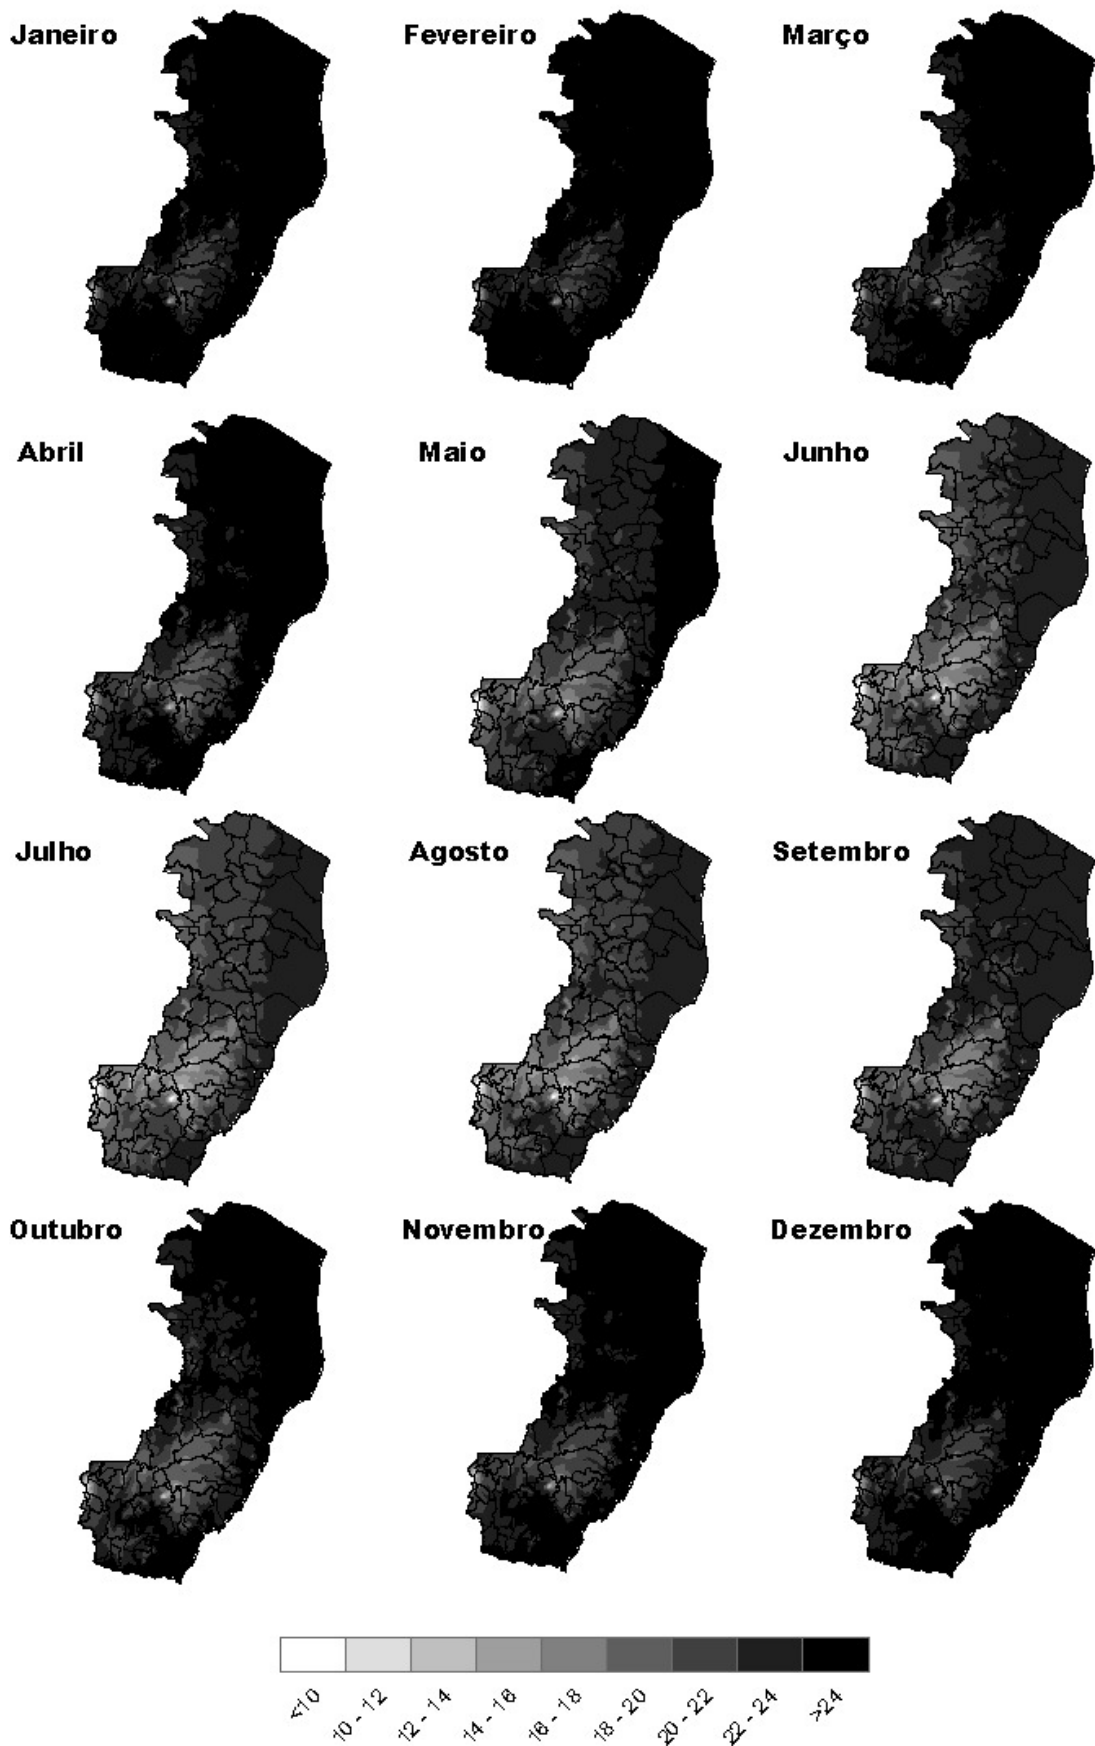 Janeiro
Fevereiro
Março
Abril
Maio
Junho
Julho
Agosto
Setembro
Outubro
Novembro
Dezembro
<10
10 - 12
12 - 14
14 - 16
16 - 18
18 - 20
20 - 22
22 - 24
>24